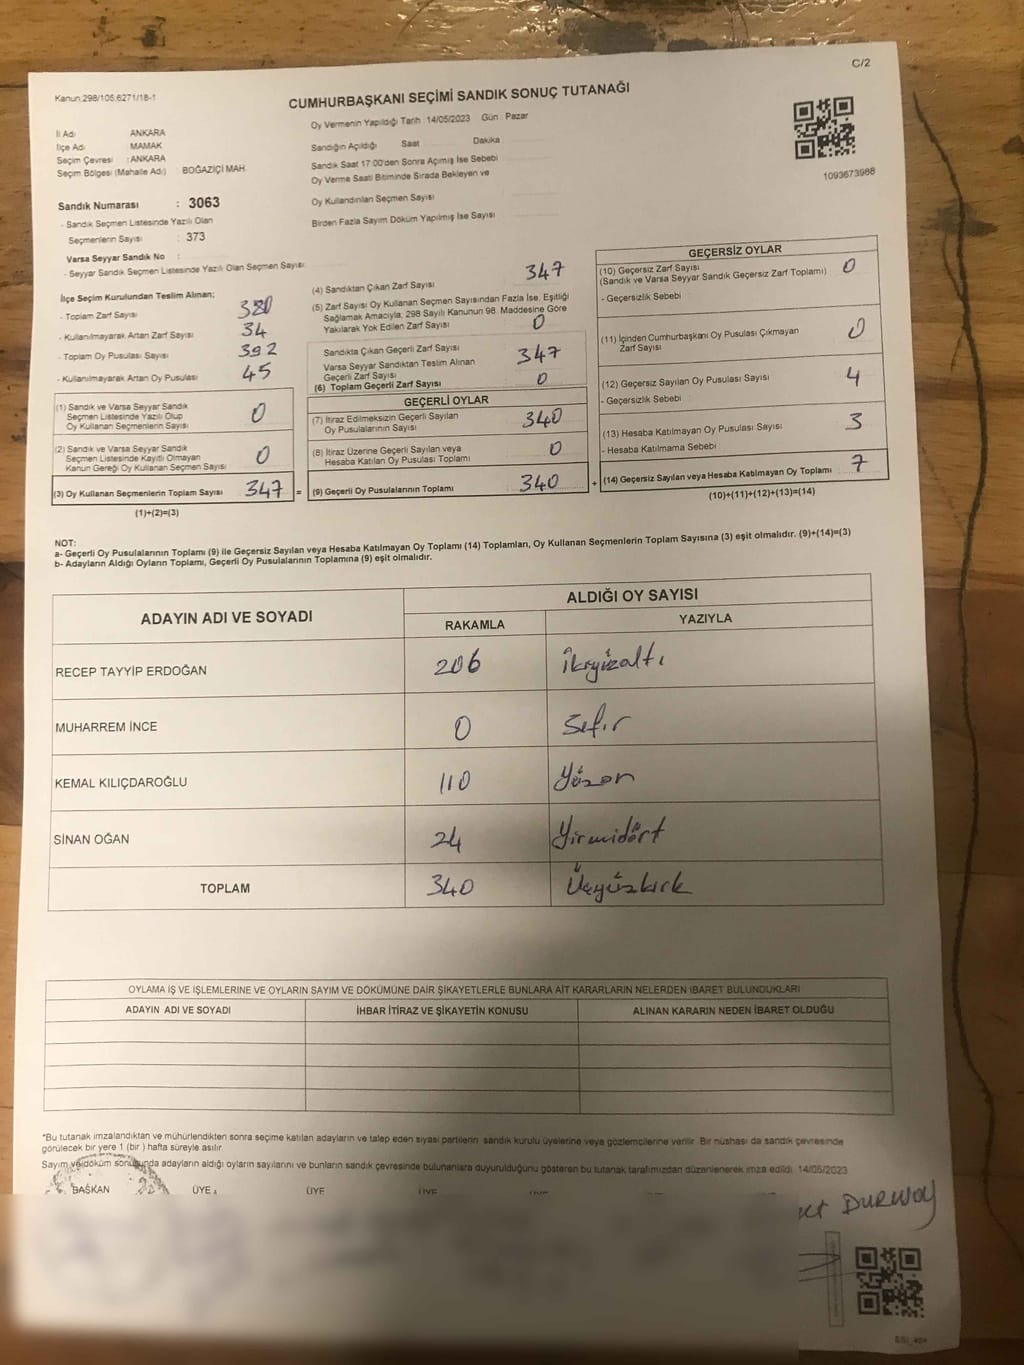 C/2
Kanun:298/105;6271/18-1
CUMHURBAŞKANI SEÇİMİ SANDIK SONUÇ TUTANAĞI
İl Adı ANKARA
İlçe Adı MAMAK
Seçim Çevresi : ANKARA
Seçim Bölgesi (Mahalle Adı) : BOĞAZİÇİ MAH.
Sandık Numarası : 3063
- Sandık Seçmen Listesinde Yazılı Olan
Seçmenlerin Sayısı : 373
Varsa Seyyar Sandık No :
- Seyyar Sandık Seçmen Listesinde Yazılı Olan Seçmen Sayısı:
Oy Vermenin Yapıldığı Tarih :14/05/2023 Gün : Pazar
Sandığın Açıldığı Saat Dakika
Sandık Saat 17:00'den Sonra Açımış İse Sebebi
Oy Verme Saati Bitiminde Sırada Bekleyen ve
Oy Kullandırılan Seçmen Sayısı
Birden Fazla Sayım Döküm Yapılmış İse Sayısı
1093673988
İlçe Seçim Kurulundan Teslim Alınan;
- Toplam Zarf Sayısı 380
- Kullanılmayarak Artan Zarf Sayısı 34
- Toplam Oy Pusulası Sayısı 392
- Kullanılmayarak Artan Oy Pusulası 45
(1) Sandık ve Varsa Seyyar Sandık
Seçmen Listesinde Yazılı Olup
Oy Kullanan Seçmenlerin Sayısı 0
(2) Sandık ve Varsa Seyyar Sandık
Seçmen Listesinde Kayıtlı Olmayan
Kanun Gereği Oy Kullanan Seçmen Sayısı 0
(3) Oy Kullanan Seçmenlerin Toplam Sayısı 347 =
(1)+(2)=(3)
(4) Sandıktan Çıkan Zarf Sayısı 347
(5) Zarf Sayısı Oy Kullanan Seçmen Sayısından Fazla İse, Eşitliği
Sağlamak Amacıyla; 298 Sayılı Kanunun 98. Maddesine Göre
Yakılarak Yok Edilen Zarf Sayısı 0
Sandıkta Çıkan Geçerli Zarf Sayısı 347
Varsa Seyyar Sandıktan Teslim Alınan
Geçerli Zarf Sayısı 0
(6) Toplam Geçerli Zarf Sayısı
GEÇERLİ OYLAR
(7) İtiraz Edilmeksizin Geçerli Sayılan
Oy Pusulalarının Sayısı 340
(8) İtiraz Üzerine Geçerli Sayılan veya
Hesaba Katılan Oy Pusulası Toplamı 0
(9) Geçerli Oy Pusulalarının Toplamı 340 +
GEÇERSİZ OYLAR
(10) Geçersiz Zarf Sayısı 0
(Sandık ve Varsa Seyyar Sandık Geçersiz Zarf Toplamı)
- Geçersizlik Sebebi
(11) İçinden Cumhurbaşkanı Oy Pusulası Çıkmayan
Zarf Sayısı 0
(12) Geçersiz Sayılan Oy Pusulası Sayısı 4
- Geçersizlik Sebebi
(13) Hesaba Katılmayan Oy Pusulası Sayısı 3
- Hesaba Katılmama Sebebi
(14) Geçersiz Sayılan veya Hesaba Katılmayan Oy Toplamı 7
(10)+(11)+(12)+(13)=(14)
NOT:
a- Geçerli Oy Pusulalarının Toplamı (9) ile Geçersiz Sayılan veya Hesaba Katılmayan Oy Toplamı (14) Toplamları, Oy Kullanan Seçmenlerin Toplam Sayısına (3) eşit olmalıdır. (9)+(14)=(3)
b- Adayların Aldığı Oyların Toplamı, Geçerli Oy Pusulalarının Toplamına (9) eşit olmalıdır.
ADAYIN ADI VE SOYADI ALDIĞI OY SAYISI
RAKAMLA YAZIYLA
RECEP TAYYİP ERDOĞAN 206 İkiyüzaltı
MUHARREM İNCE 0 Sıfır
KEMAL KILIÇDAROĞLU 110 Yüzon
SİNAN OĞAN 24 Yirmidört
TOPLAM 340 Üçyüzkırk
OYLAMA İŞ VE İŞLEMLERİNE VE OYLARIN SAYIM VE DÖKÜMÜNE DAİR ŞİKAYETLERLE BUNLARA AİT KARARLARIN NELERDEN İBARET BULUNDUKLARI
ADAYIN ADI VE SOYADI İHBAR İTİRAZ VE ŞİKAYETİN KONUSU ALINAN KARARIN NEDEN İBARET OLDUĞU
*Bu tutanak imzalandıktan ve mühürlendikten sonra seçime katılan adayların ve talep eden siyasi partilerin sandık kurulu üyelerine veya gözlemcilerine verilir. Bir nüshası da sandık çevresinde
görülecek bir yere 1 (bir ) hafta süreyle asılır.
Sayım ve döküm sonucunda adayların aldığı oyların sayılarını ve bunların sandık çevresinde bulunanlara duyurulduğunu gösteren bu tutanak tarafımızdan düzenlenerek imza edildi. 14/05/2023
BAŞKAN ÜYE ÜYE ÜYE
DURWOY